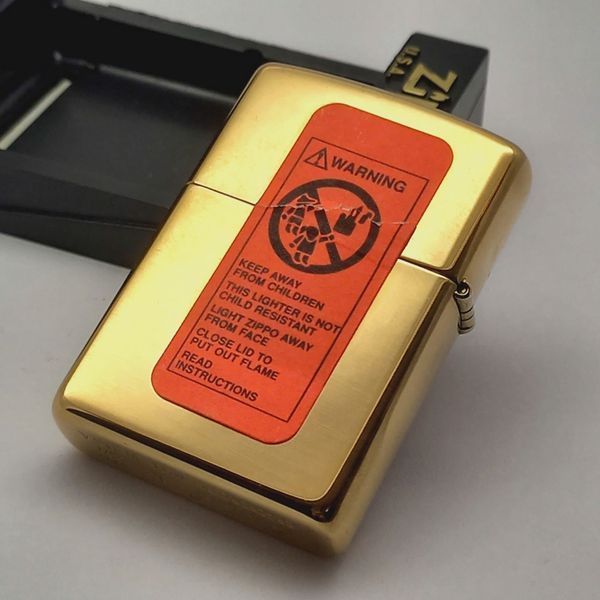 WARNING
KEEP AWAY
FROM CHILDREN
THIS LIGHTER IS NOT
CHILD RESISTANT
LIGHT ZIPPO AWAY
FROM FACE
CLOSE LID TO
PUT OUT FLAME
READ
INSTRUCTIONS
USA